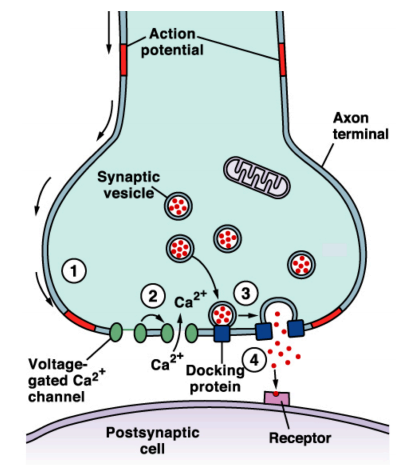 Action
potential
Axon
terminal
Synaptic
vesicle
1
2
Ca2+
3
Ca2+
4
Voltage-
gated Ca2+
channel
Docking
protein
Postsynaptic
cell
Receptor